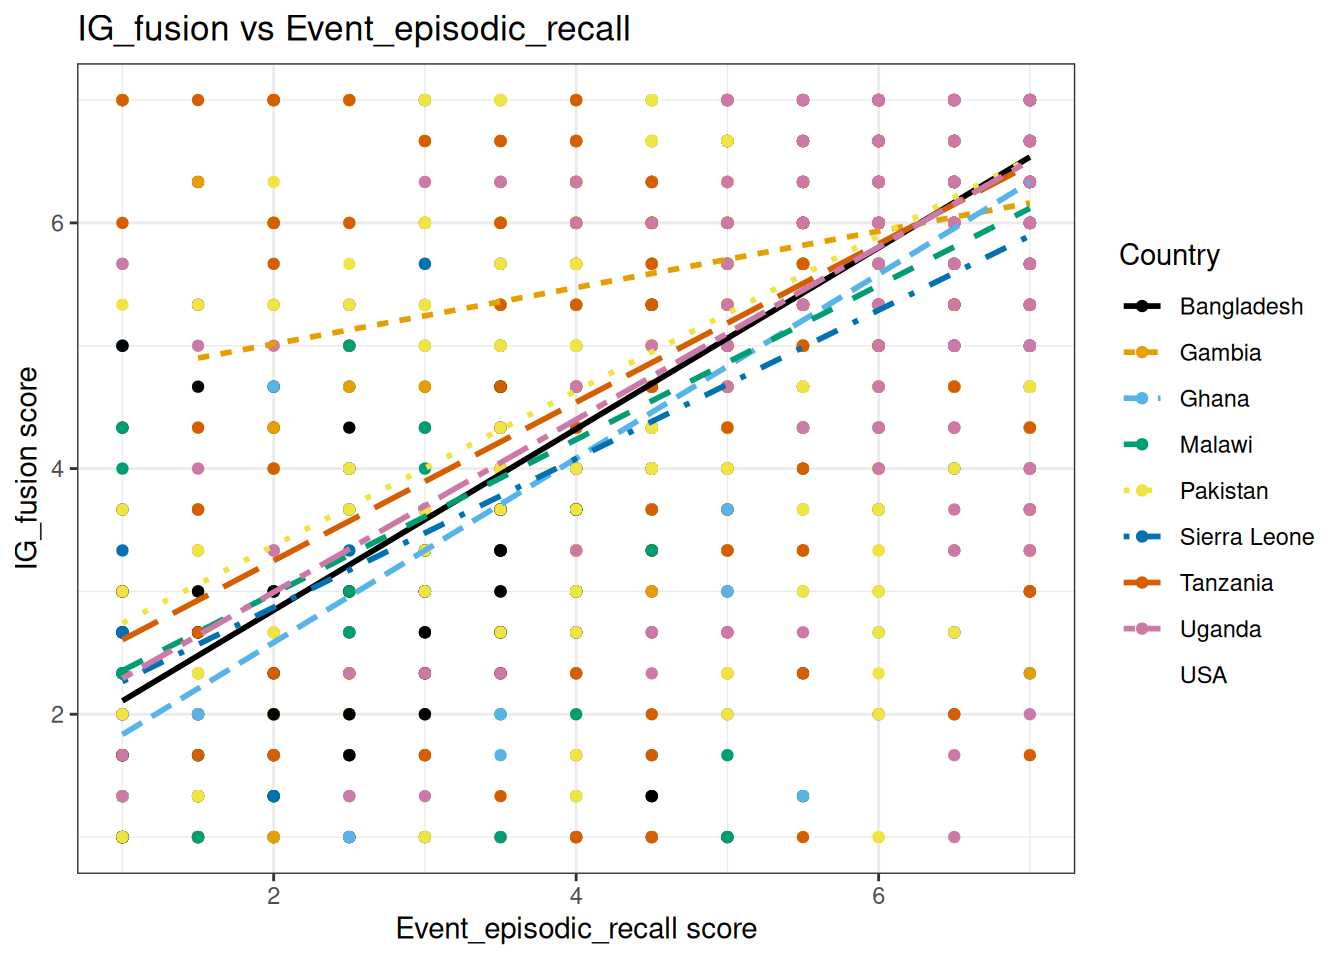 IG_fusion vs Event_episodic_recall
IG_fusion score
6
4
2
2
4
6
Event_episodic_recall score
Country
Bangladesh
Gambia
Ghana
Malawi
Pakistan
Sierra Leone
Tanzania
Uganda
USA